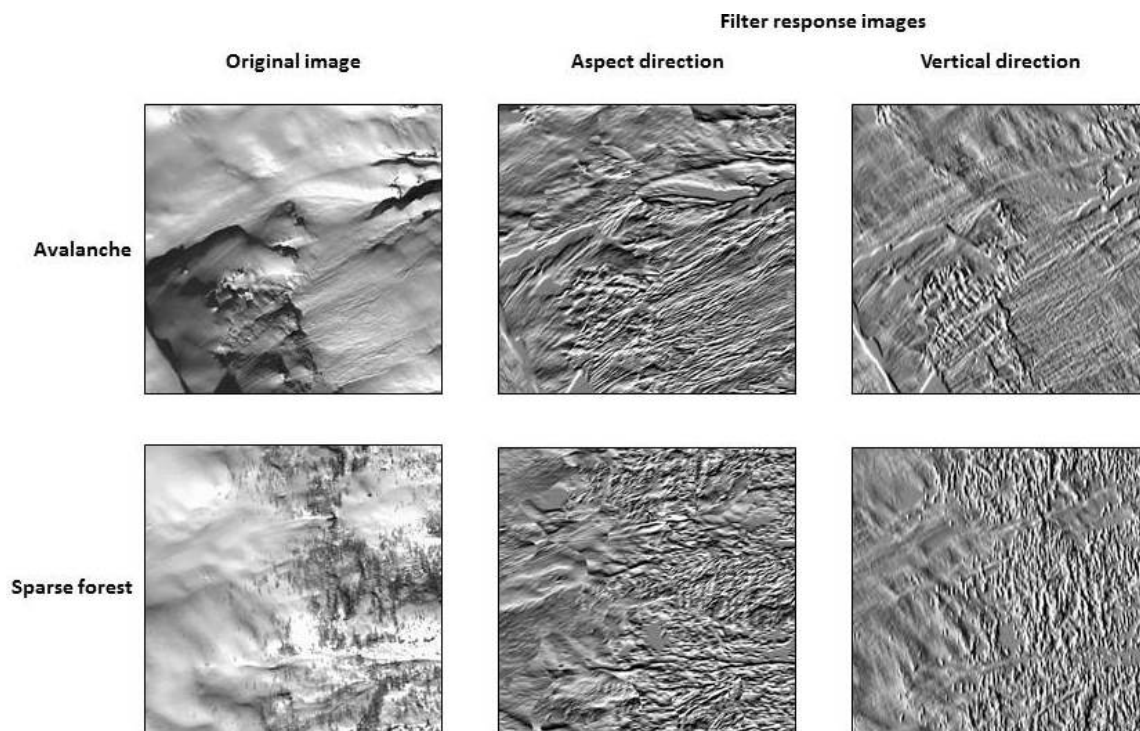 Filter response images
Original image
Aspect direction
Vertical direction
Avalanche
Sparse forest